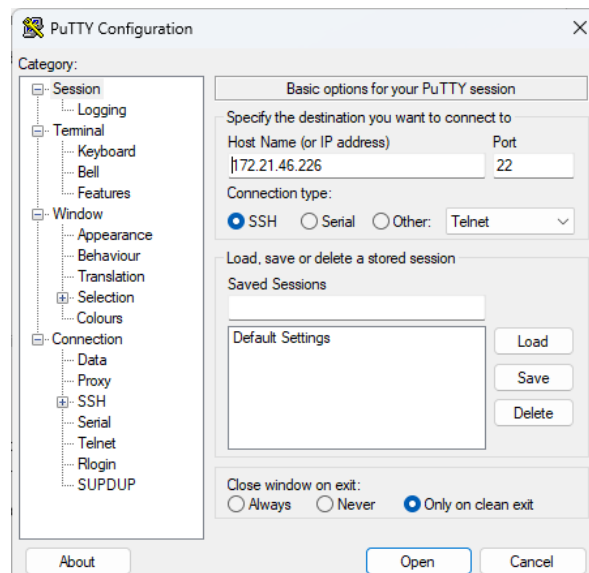 PuTTY Configuration
Category:
Session
Logging
Terminal
Keyboard
Bell
Features
Window
Appearance
Behaviour
Translation
Selection
Colours
Connection
Data
Proxy
SSH
Serial
Telnet
Rlogin
SUPDUP
Basic options for your PuTTY session
Specify the destination you want to connect to
Host Name (or IP address) Port
172.21.46.226 22
Connection type:
SSH Serial Other: Telnet
Load, save or delete a stored session
Saved Sessions
Default Settings
Load
Save
Delete
Close window on exit:
Always Never Only on clean exit
About Open Cancel